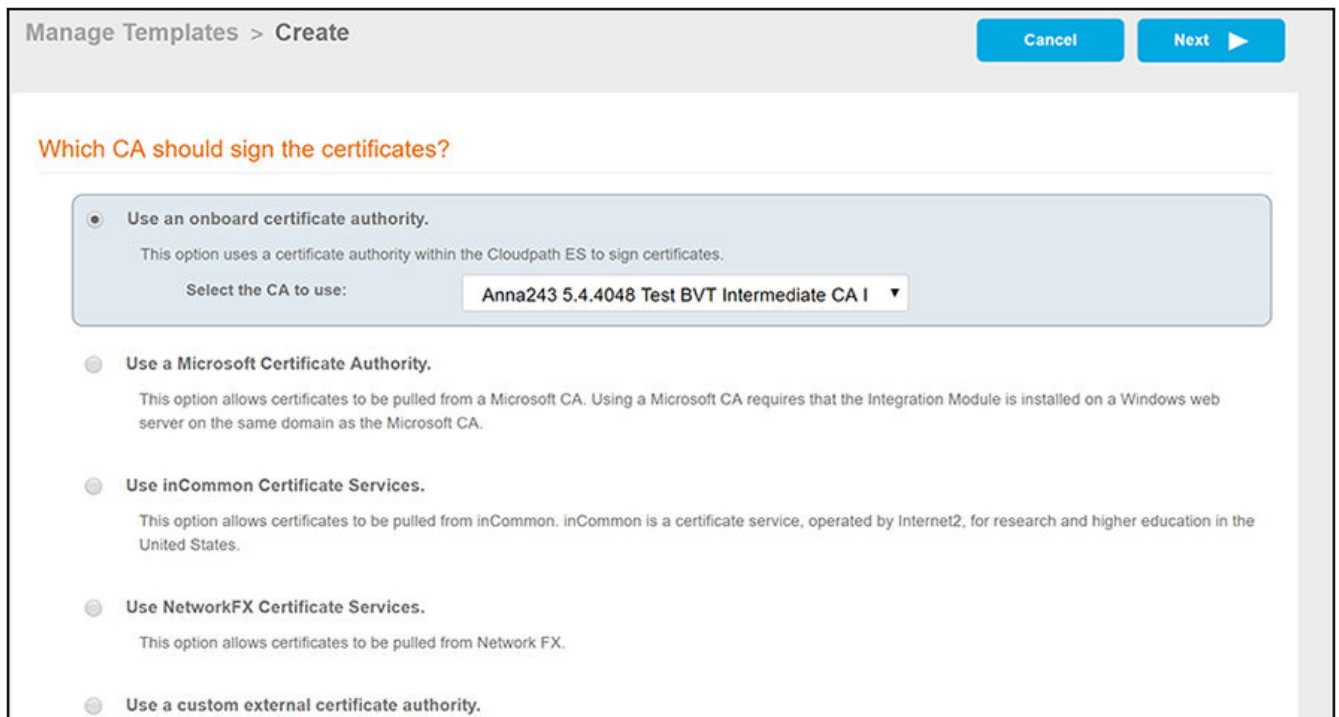 Manage Templates > Create
Cancel
Next
Which CA should sign the certificates?
Use an onboard certificate authority.
This option uses a certificate authority within the Cloudpath ES to sign certificates.
Select the CA to use:
Anna243 5.4.4048 Test BVT Intermediate CA I
Use a Microsoft Certificate Authority.
This option allows certificates to be pulled from a Microsoft CA. Using a Microsoft CA requires that the Integration Module is installed on a Windows web
server on the same domain as the Microsoft CA.
Use inCommon Certificate Services.
This option allows certificates to be pulled from inCommon. inCommon is a certificate service, operated by Internet2, for research and higher education in the
United States.
Use NetworkFX Certificate Services.
This option allows certificates to be pulled from Network FX.
Use a custom external certificate authority.